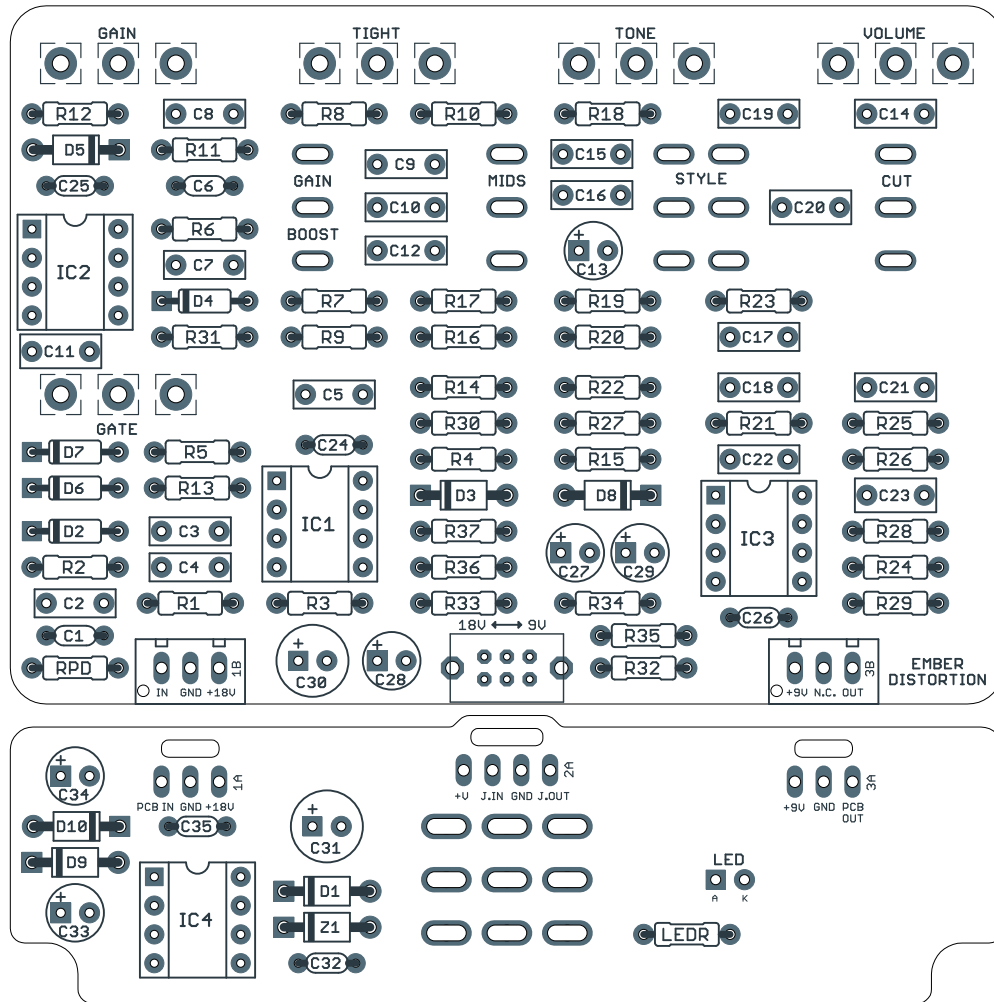 GAIN TIGHT TONE VOLUME
R12 C8 R8 R10 R18 C19 C14
D5 R11 C9 C15
C25 C6 GAIN MIDS STYLE CUT
C10 C16 C20
R6 BOOST
IC2 C7 C12 + C13
D4 R7 R17 R19 R23
R31 R9 R16 R20 C17
C11
C5 R14 R22 C18 C21
GATE R30 R27 R21 R25
D7 R5 C24 R4 R15 C22 R26
D6 R13 D3 D8 C23
IC1 IC3
D2 C3 R37 + C27 + C29 R28
R2 C4 R36 R24
C2 R1 R3 R33 R34 C26 R29
18V 9V
C1 R35
RPD C30 C28 R32 EMBER
DISTORTION
IN GND +18V 1B
+9V N.C. OUT 3B
+ C34 1A 2A 3A
PCB IN GND +18V
+V J.IN GND J.OUT
+9V GND PCB
OUT
D10 C35 + C31
D9 LED
A K
+ C33 IC4 D1
Z1 LEDR
C32